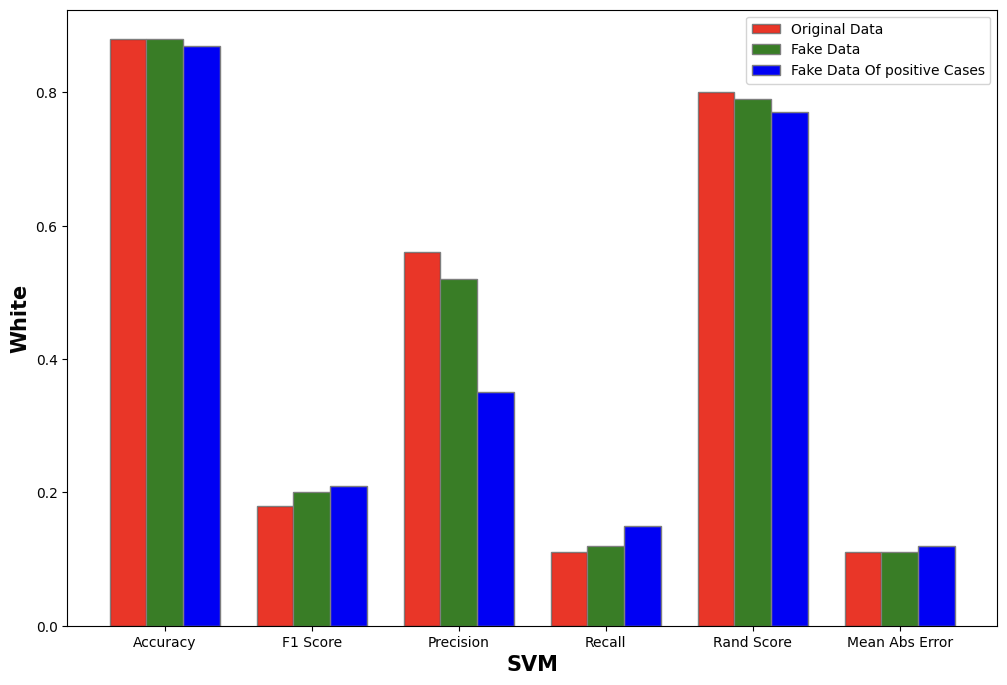 Original Data
Fake Data
Fake Data Of positive Cases
White
0.8
0.6
0.4
0.2
0.0
Accuracy F1 Score Precision Recall Rand Score Mean Abs Error
SVM